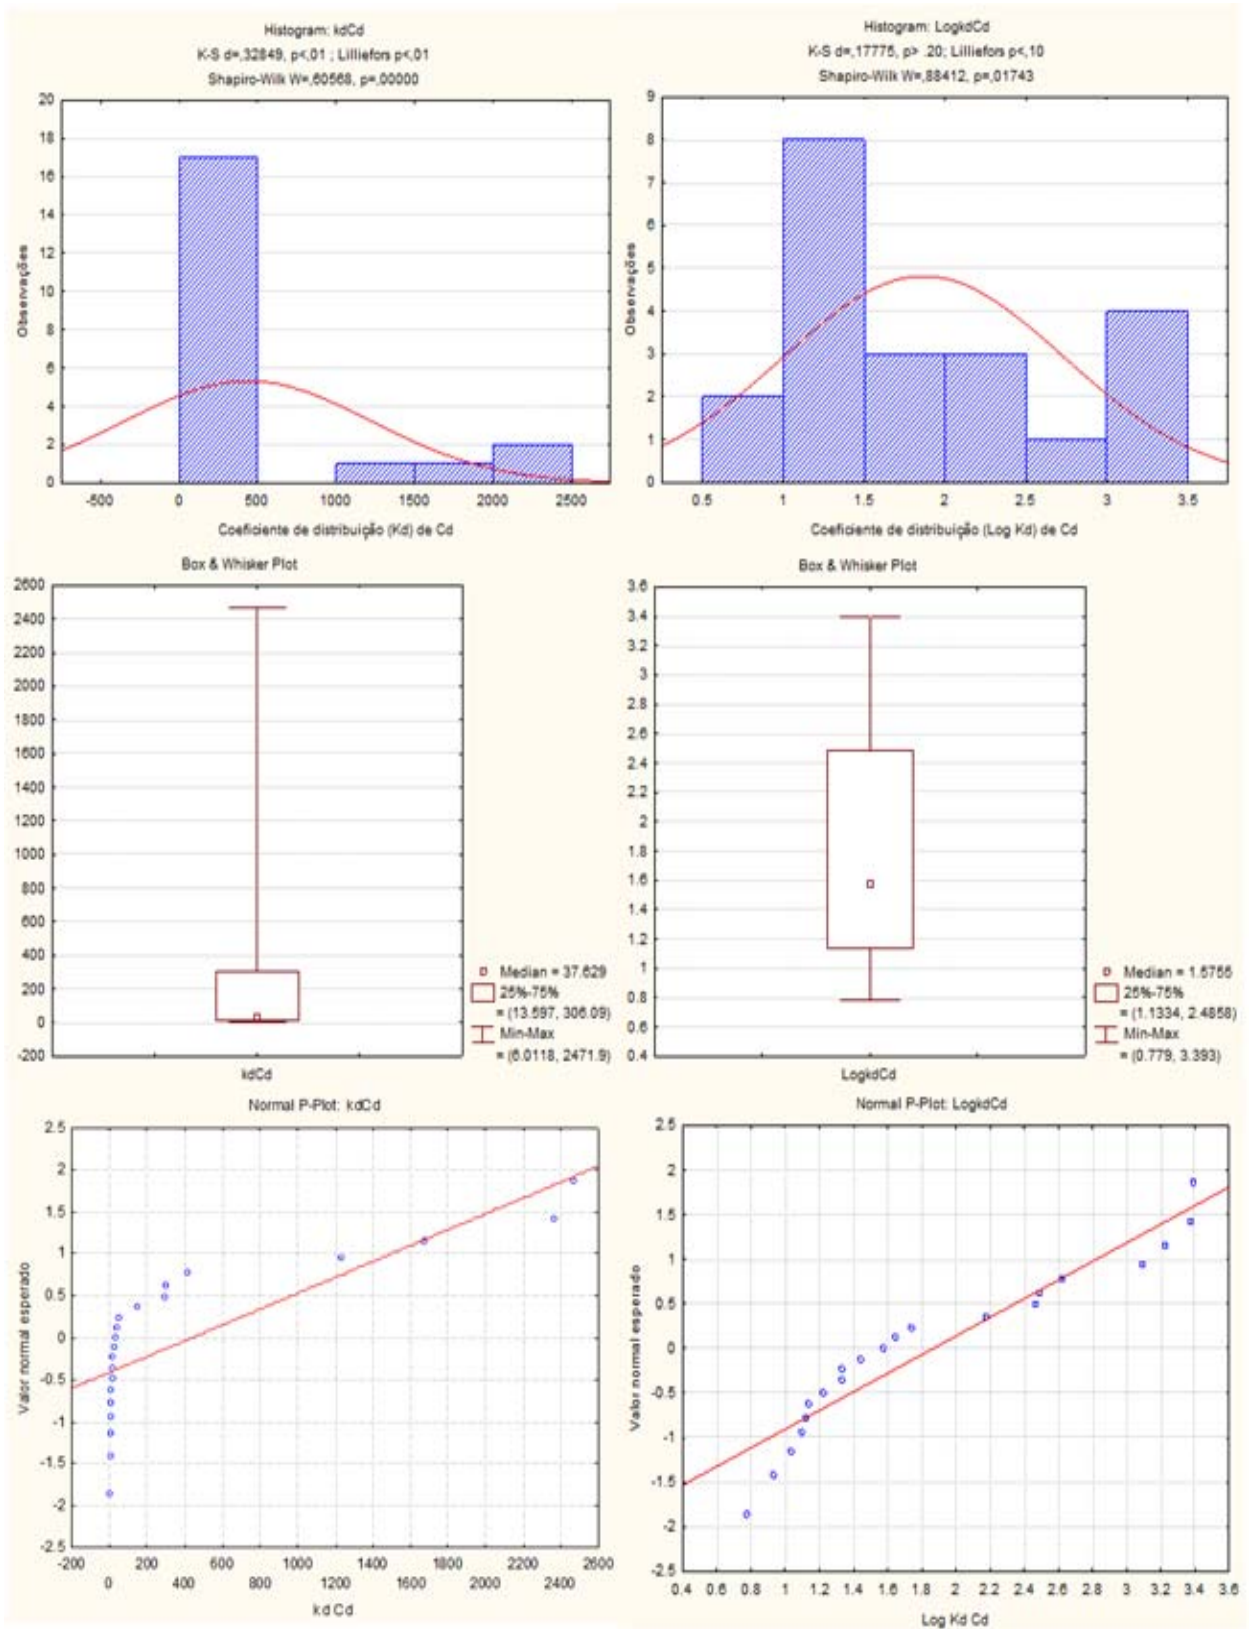 Histogram: kdCd
K-S d=,32849, p<,01 ; Lilliefors p<,01
Shapiro-Wilk W=,60568, p=,00000
20
18
16
14
12
10
8
6
4
2
0
Observações
-500 0 500 1000 1500 2000 2500
Coeficiente de distribuição (Kd) de Cd
Histogram: LogkdCd
K-S d=,17775, p> .20; Lilliefors p<,10
Shapiro-Wilk W=,88412, p=,01743
9
8
7
6
5
4
3
2
1
0
Observações
0.5 1 1.5 2 2.5 3 3.5
Coeficiente de distribuição (Log Kd) de Cd
Box & Whisker Plot
2600
2400
2200
2000
1800
1600
1400
1200
1000
800
600
400
200
0
-200
kdCd
Median = 37.629
25%-75%
= (13.597, 306.09)
Min-Max
= (6.0118, 2471.9)
Box & Whisker Plot
3.6
3.4
3.2
3
2.8
2.6
2.4
2.2
2
1.8
1.6
1.4
1.2
1
0.8
0.6
0.4
LogkdCd
Median = 1.5755
25%-75%
= (1.1334, 2.4858)
Min-Max
= (0.779, 3.393)
Normal P-Plot: kdCd
2.5
2
1.5
1
0.5
0
-0.5
-1
-1.5
-2
-2.5
Valor normal esperado
-200 200 600 1000 1400 1800 2200 2600
0 400 800 1200 1600 2000 2400
kd Cd
Normal P-Plot: LogkdCd
2.5
2
1.5
1
0.5
0
-0.5
-1
-1.5
-2
-2.5
Valor normal esperado
0.4 0.6 0.8 1 1.2 1.4 1.6 1.8 2 2.2 2.4 2.6 2.8 3 3.2 3.4 3.6
Log Kd Cd